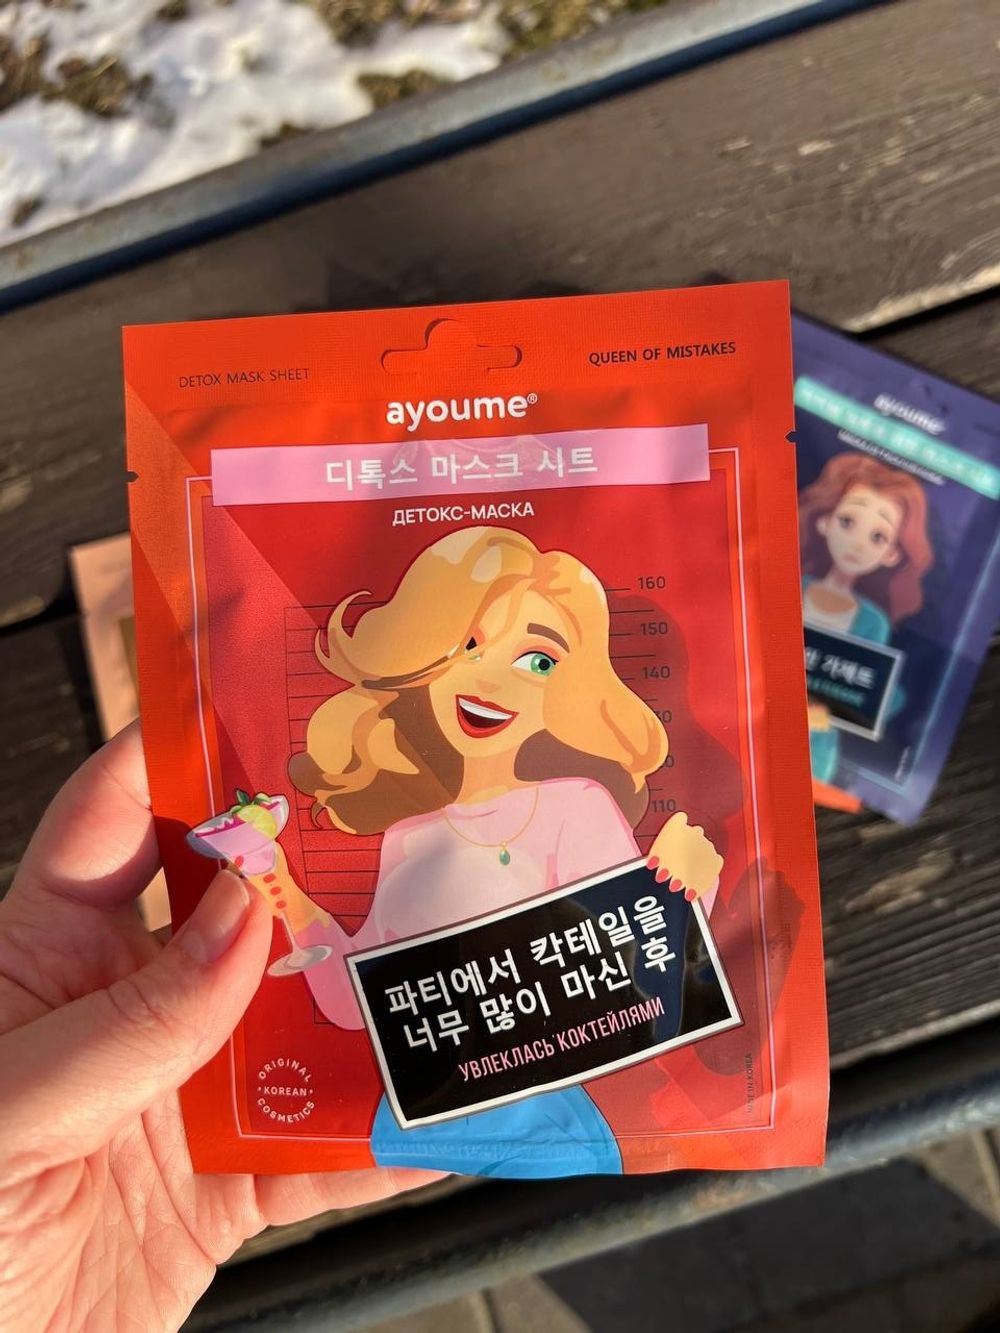 DETOX MASK SHEET
QUEEN OF MISTAKES
ayoume®
디톡스 마스크 시트
ДЕТОКС-МАСКА
160
150
140
110
파티에서 칵테일을
너무 많이 마신 후
УВЛЕКЛАСЬ КОКТЕЙЛЯМИ
ORIGINAL
• KOREAN •
COSMETICS
MADE IN KOREA
ayoume